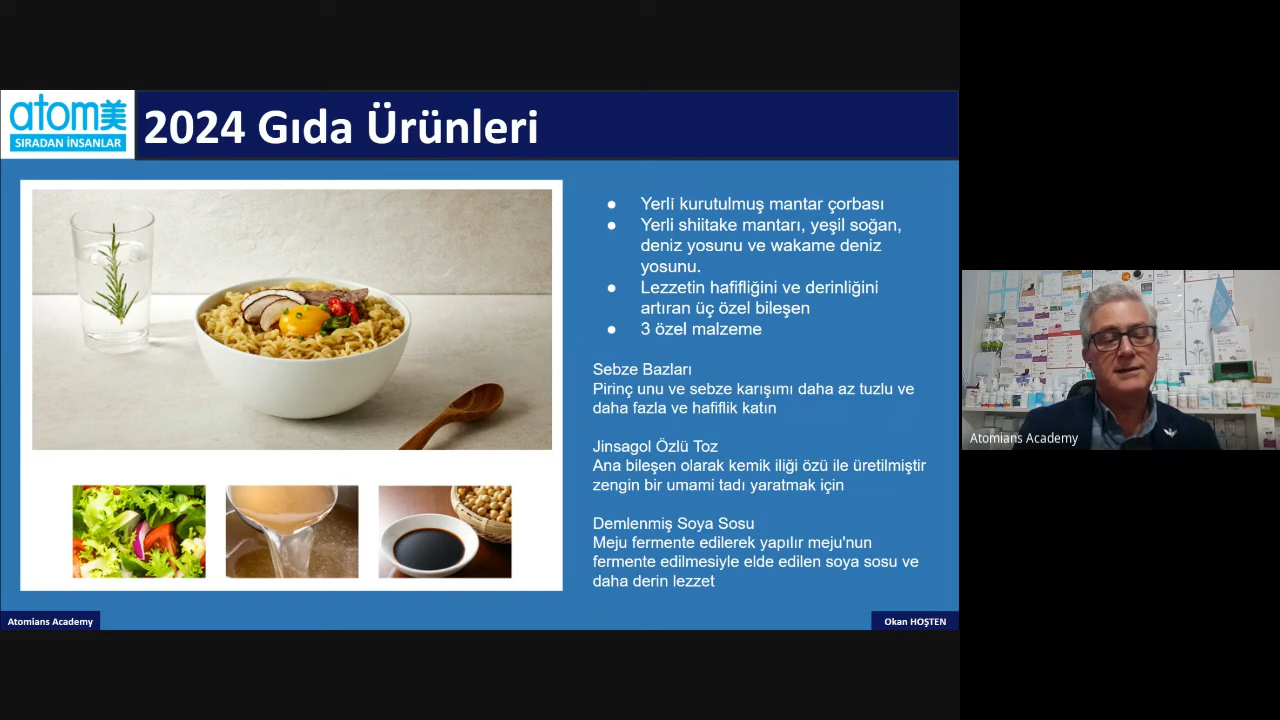 atom美
SIRADAN İNSANLAR
2024 Gıda Ürünleri
● Yerli kurutulmuş mantar çorbası
● Yerli shiitake mantarı, yeşil soğan,
deniz yosunu ve wakame deniz
yosunu.
● Lezzetin hafifliğini ve derinliğini
artıran üç özel bileşen
● 3 özel malzeme
Sebze Bazları
Pirinç unu ve sebze karışımı daha az tuzlu ve
daha fazla ve hafiflik katın
Jinsagol Özlü Toz
Ana bileşen olarak kemik iliği özü ile üretilmiştir
zengin bir umami tadı yaratmak için
Demlenmiş Soya Sosu
Meju fermente edilerek yapılır meju'nun
fermente edilmesiyle elde edilen soya sosu ve
daha derin lezzet
Atomians Academy
Okan HOŞTEN
Atomians Academy